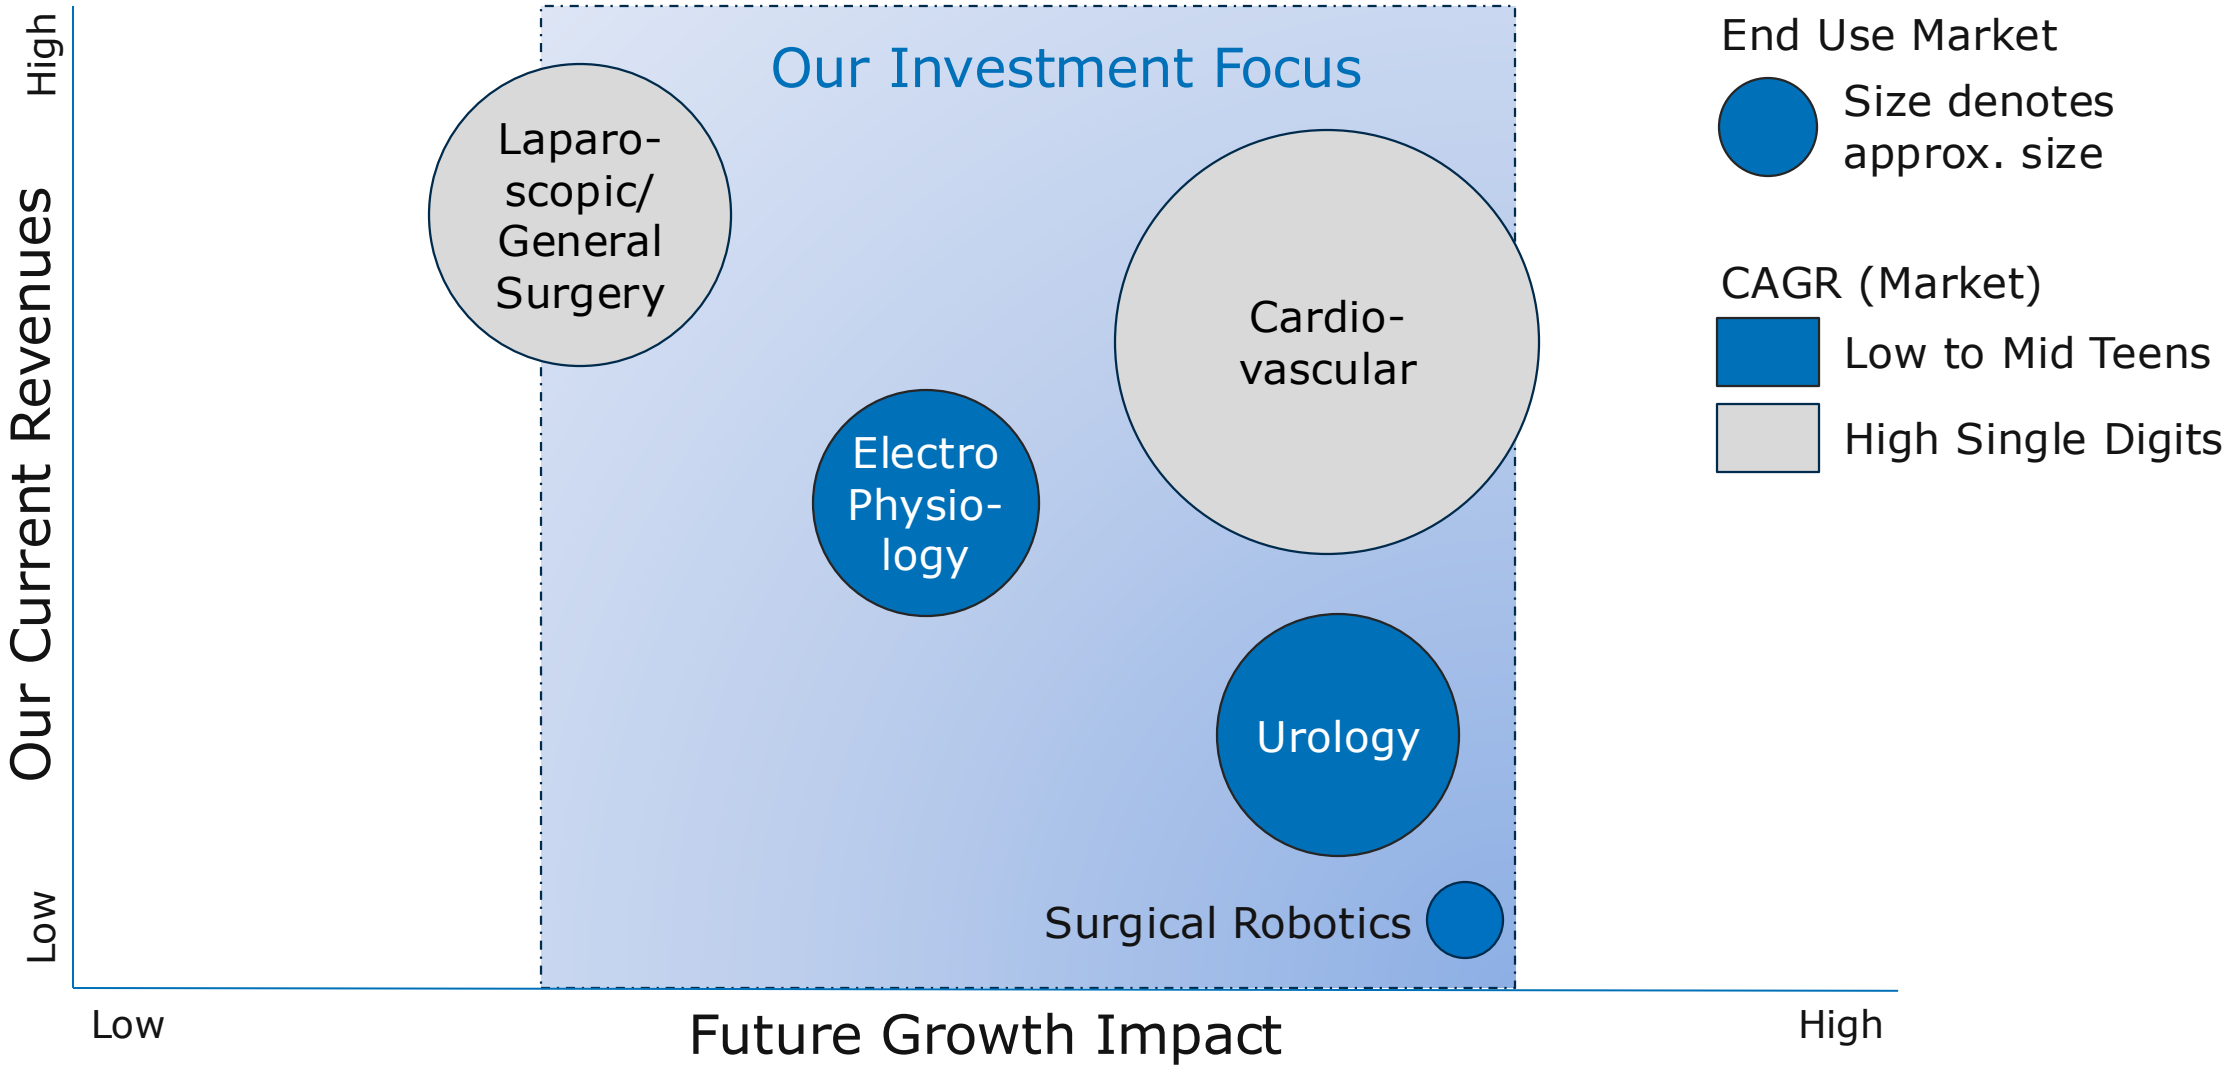 High
Our Current Revenues
Low
Our Investment Focus
Laparo-
scopic/
General
Surgery
Cardio-
vascular
Electro
Physio-
logy
Urology
Surgical Robotics
Low
Future Growth Impact
High
End Use Market
Size denotes
approx. size
CAGR (Market)
Low to Mid Teens
High Single Digits